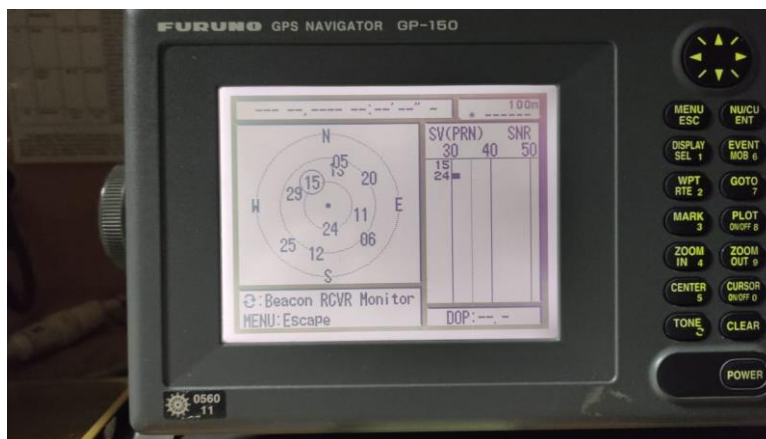 FURUNO GPS NAVIGATOR GP-150
--- --,---- --:--'--" -
100m
SV(PRN) SNR
30 40 50
15
24
N
05
13
15
20
29
W
E
11
24
06
25
12
S
:Beacon RCVR Monitor
MENU:Escape
DOP:--.-
MENU ESC
NU/CU ENT
DISPLAY SEL 1
EVENT MOB 6
WPT RTE 2
GOTO 7
MARK 3
PLOT ON/OFF 8
ZOOM IN 4
ZOOM OUT 9
CENTER 5
CURSOR ON/OFF 0
TONE
CLEAR
POWER
0560
11